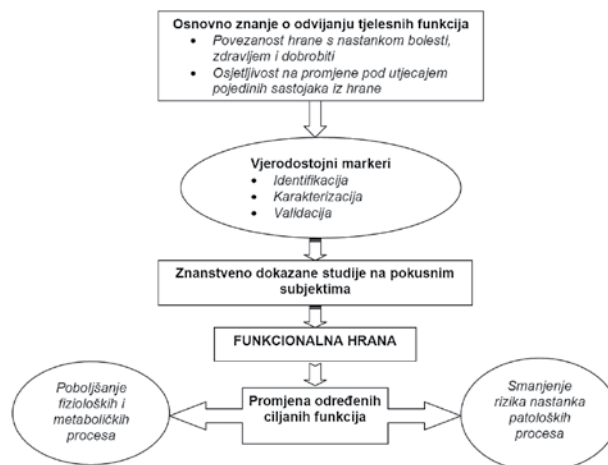 Osnovno znanje o odvijanju tjelesnih funkcija
• Povezanost hrane s nastankom bolesti,
zdravljem i dobrobiti
• Osjetljivost na promjene pod utjecajem
pojedinih sastojaka iz hrane
Vjerodostojni markeri
• Identifikacija
• Karakterizacija
• Validacija
Znanstveno dokazane studije na pokusnim
subjektima
FUNKCIONALNA HRANA
Poboljšanje
fizioloških i
metaboličkih
procesa
Promjena određenih
ciljanih funkcija
Smanjenje
rizika nastanka
patoloških
procesa